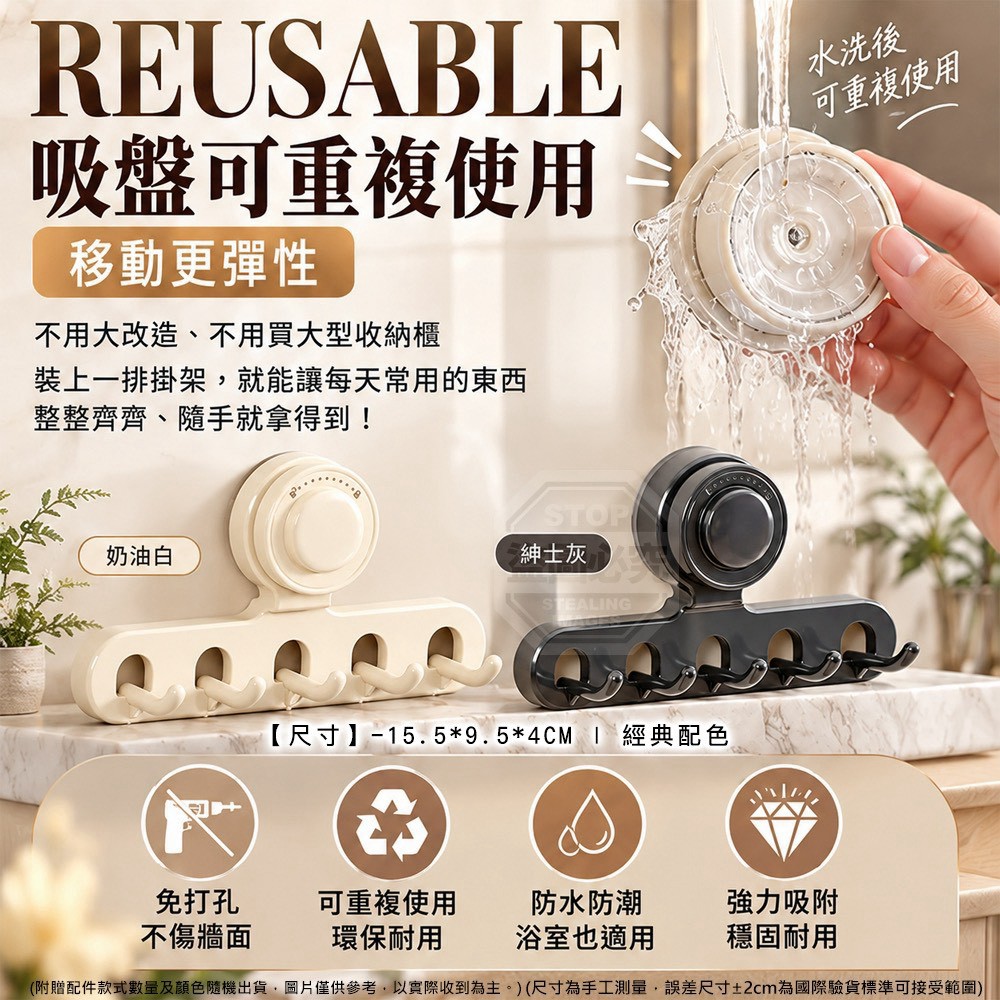 REUSABLE
吸盤可重複使用
移動更彈性
水洗後
可重複使用
不用大改造、不用買大型收納櫃
裝上一排掛架，就能讓每天常用的東西
整整齊齊、隨手就拿得到！
奶油白
紳士灰
STOP
STEALING
【尺寸】-15.5*9.5*4CM | 經典配色
免打孔
不傷牆面
可重複使用
環保耐用
防水防潮
浴室也適用
強力吸附
穩固耐用
(附贈配件款式數量及顏色隨機出貨，圖片僅供參考，以實際收到為主。)(尺寸為手工測量，誤差尺寸±2cm為國際驗貨標準可接受範圍)